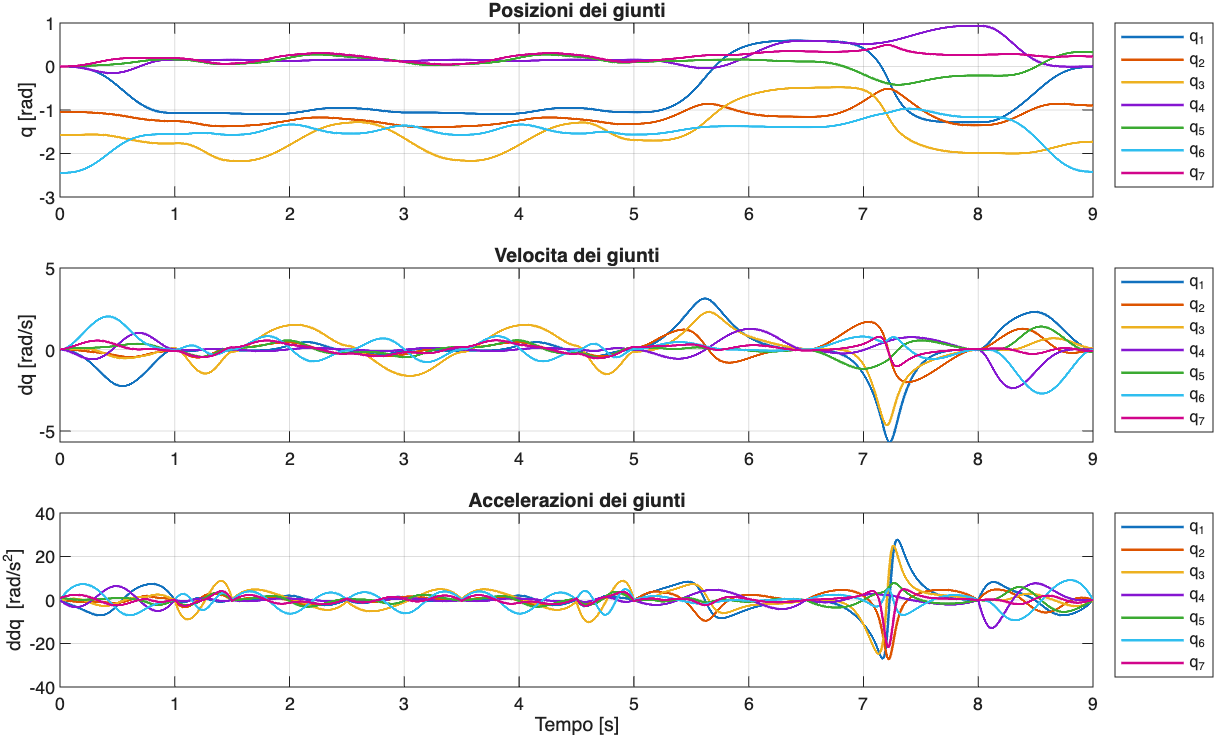 Posizioni dei giunti
q [rad]
1
0
-1
-2
-3
0 1 2 3 4 5 6 7 8 9
q₁
q₂
q₃
q₄
q₅
q₆
q₇
Velocita dei giunti
dq [rad/s]
5
0
-5
0 1 2 3 4 5 6 7 8 9
q₁
q₂
q₃
q₄
q₅
q₆
q₇
Accelerazioni dei giunti
ddq [rad/s²]
40
20
0
-20
-40
0 1 2 3 4 5 6 7 8 9
Tempo [s]
q₁
q₂
q₃
q₄
q₅
q₆
q₇